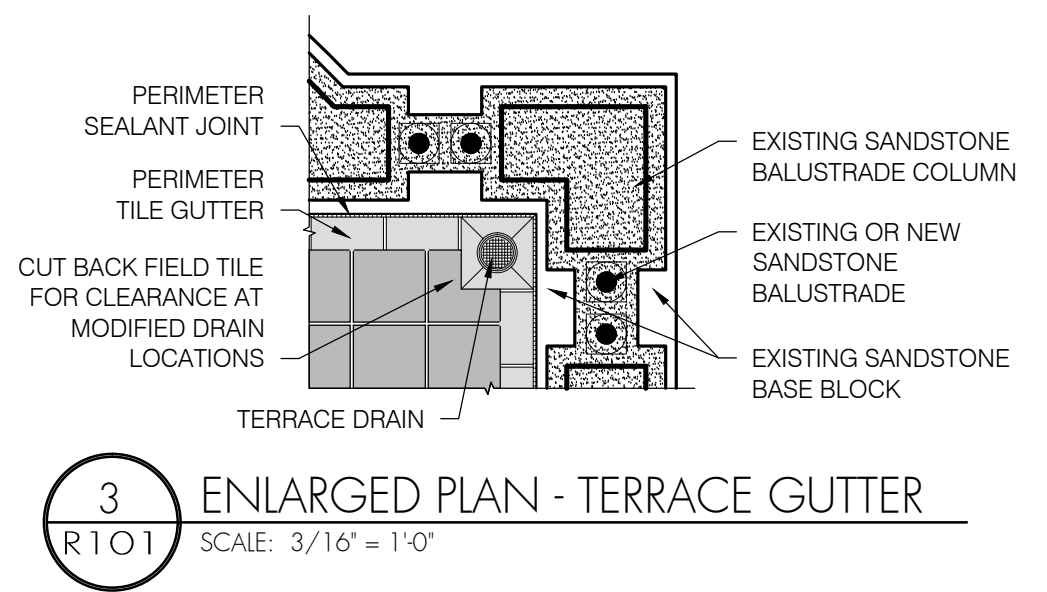 PERIMETER
SEALANT JOINT
PERIMETER
TILE GUTTER
CUT BACK FIELD TILE
FOR CLEARANCE AT
MODIFIED DRAIN
LOCATIONS
TERRACE DRAIN
EXISTING SANDSTONE
BALUSTRADE COLUMN
EXISTING OR NEW
SANDSTONE
BALUSTRADE
EXISTING SANDSTONE
BASE BLOCK
3
R101
ENLARGED PLAN - TERRACE GUTTER
SCALE: 3/16" = 1'-0"